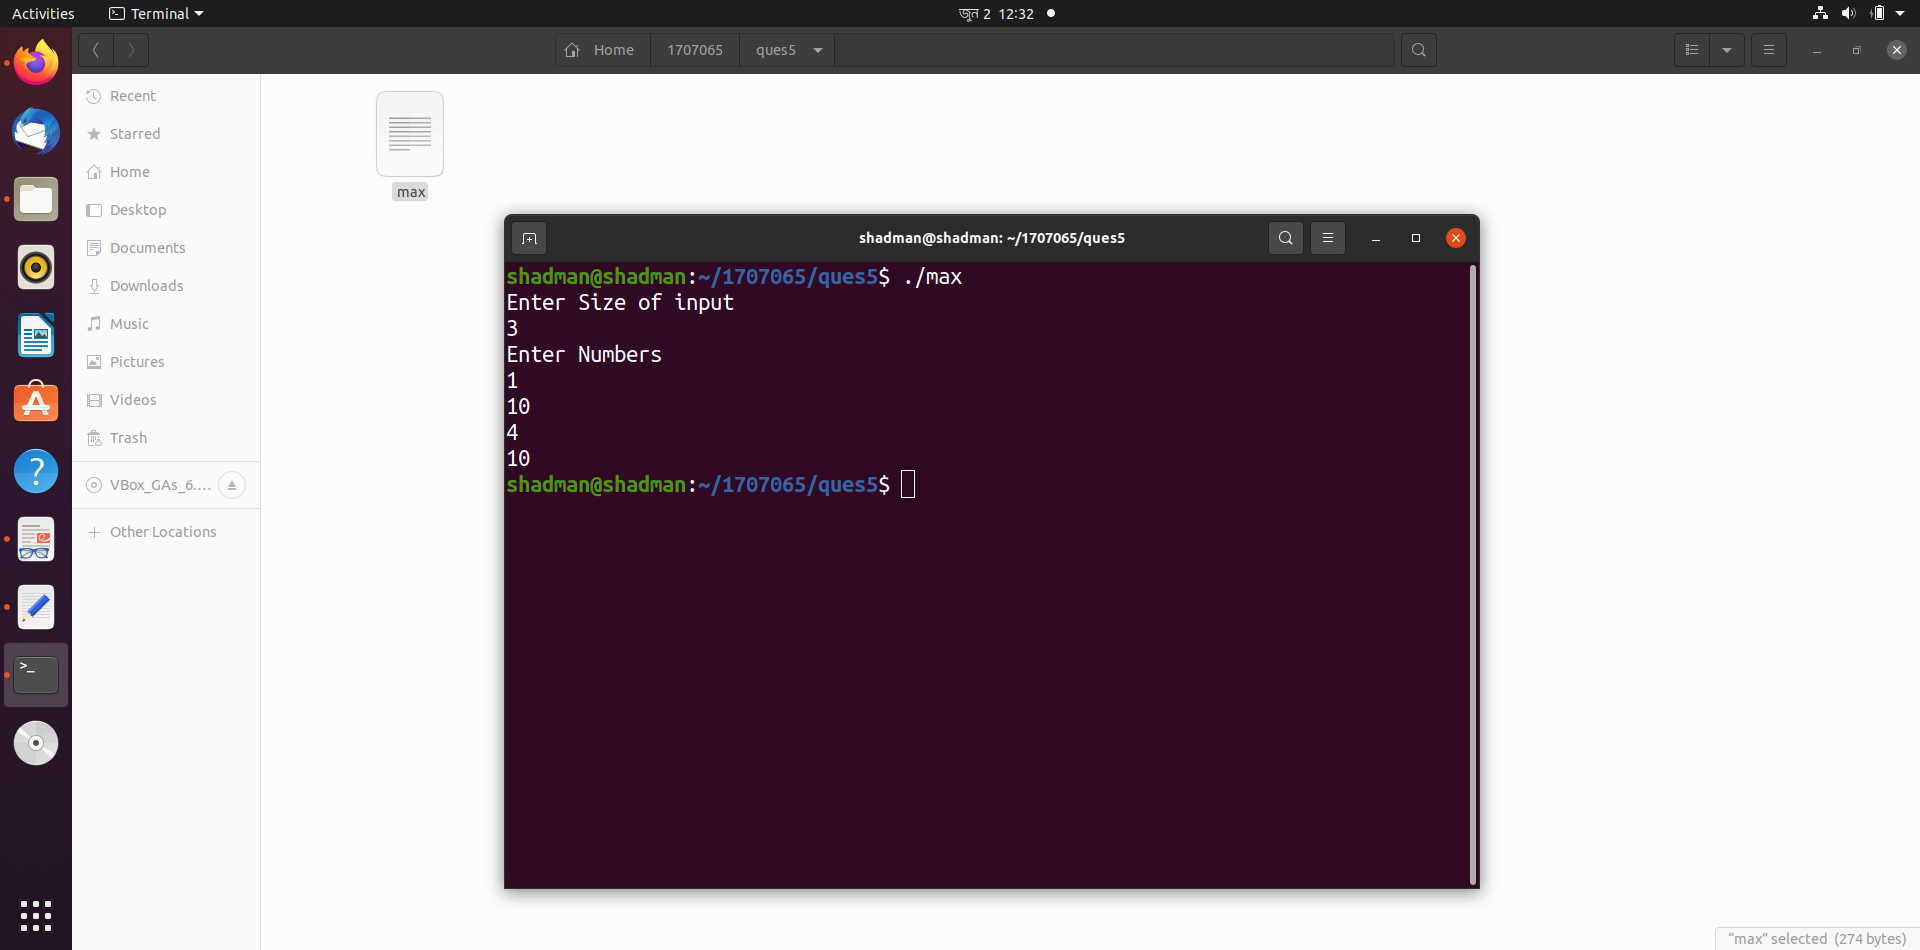 Activities
Terminal
জুন 2 12:32
Home
1707065
ques5
Recent
Starred
Home
Desktop
Documents
Downloads
Music
Pictures
Videos
Trash
VBox_GAs_6....
Other Locations
max
shadman@shadman: ~/1707065/ques5
shadman@shadman:~/1707065/ques5$ ./max
Enter Size of input
3
Enter Numbers
1
10
4
10
shadman@shadman:~/1707065/ques5$
“max” selected (274 bytes)